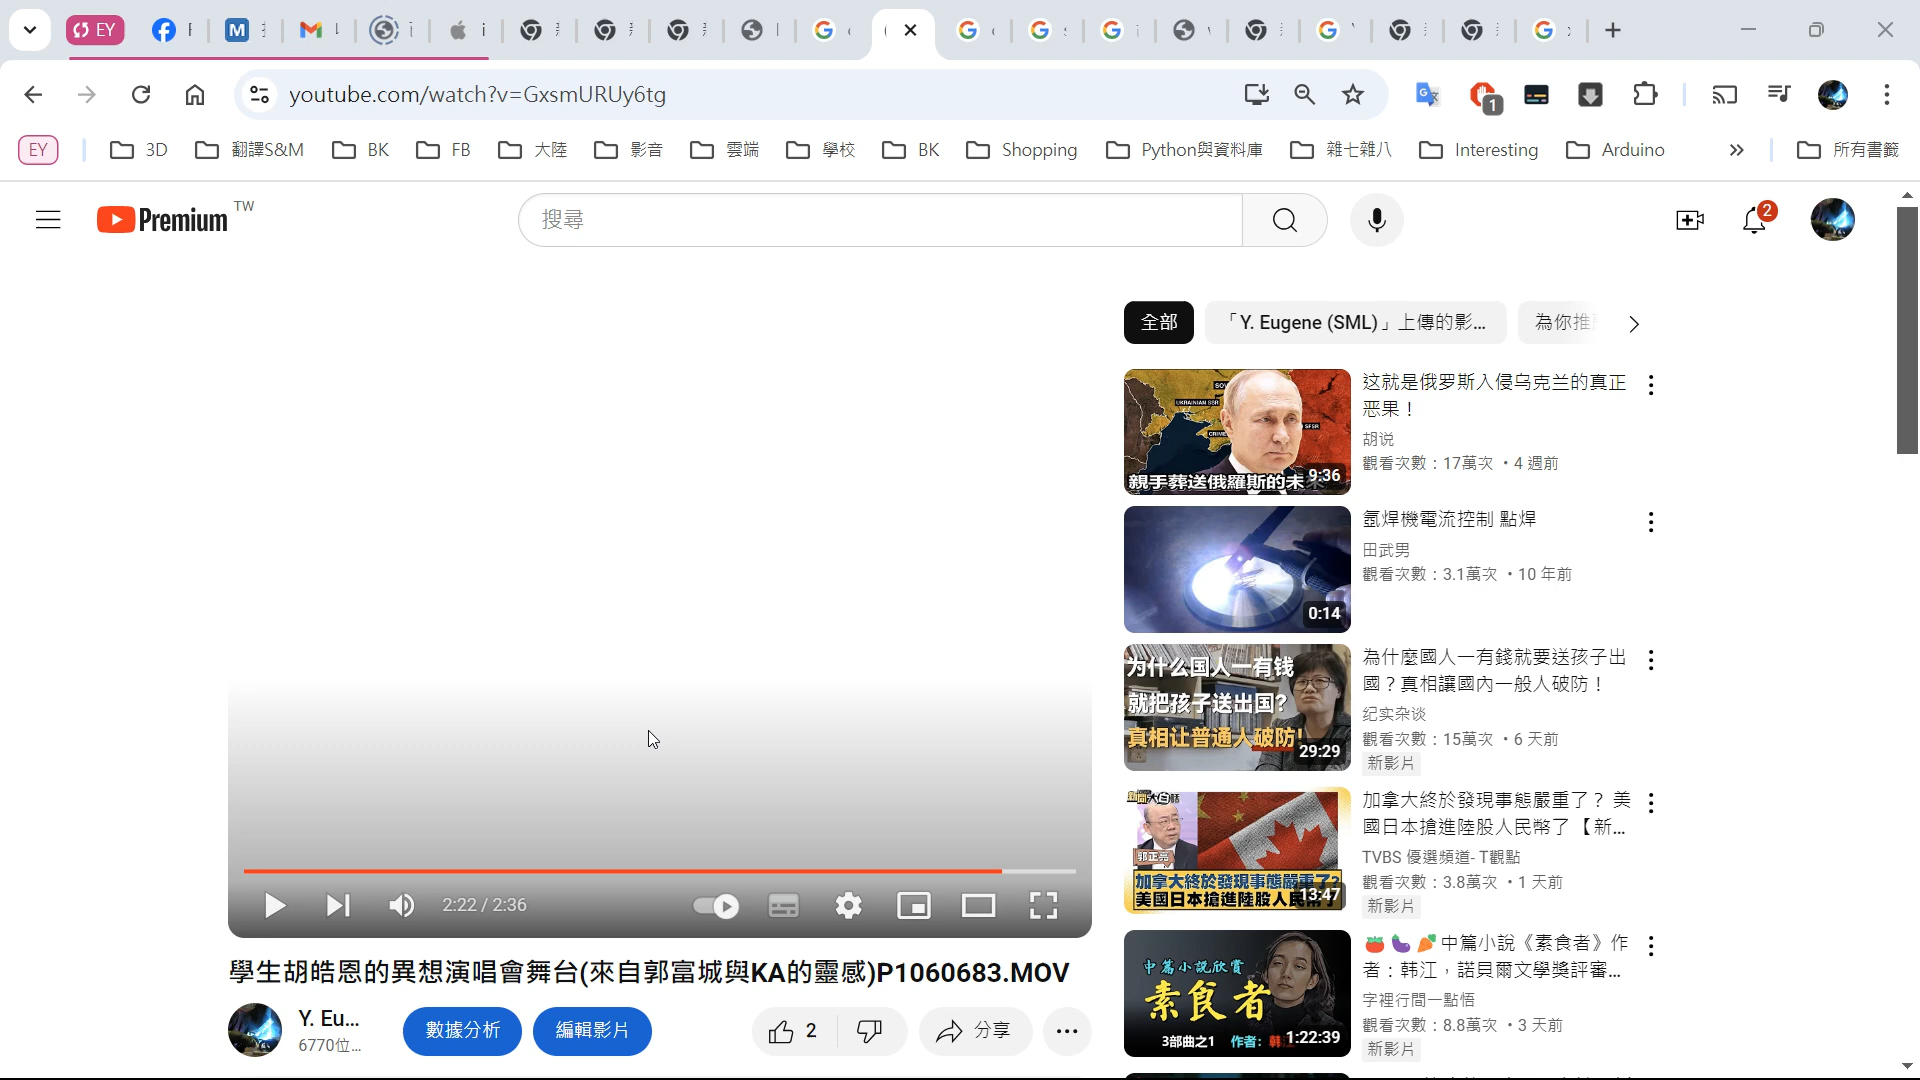 EY
youtube.com/watch?v=GxsmURUy6tg
1
EY
3D
翻譯S&M
BK
FB
大陸
影音
雲端
學校
BK
Shopping
Python與資料庫
雜七雜八
Interesting
Arduino
所有書籤
Premium
TW
搜尋
2
全部
「Y. Eugene (SML)」上傳的影...
為你推
这就是俄罗斯入侵乌克兰的真正
恶果！
胡说
觀看次數：17萬次 ・4 週前
UKRAINIAN SSR
親手葬送俄羅斯的未
9:36
氬焊機電流控制 點焊
田武男
觀看次數：3.1萬次 ・10 年前
0:14
為什麼國人一有錢就要送孩子出
國？真相讓國內一般人破防！
纪实杂谈
觀看次數：15萬次 ・6 天前
新影片
为什么国人一有钱
就把孩子送出国?
真相让普通人破防!
29:29
加拿大終於發現事態嚴重了？ 美
國日本搶進陸股人民幣了【新...
TVBS 優選頻道- T觀點
觀看次數：3.8萬次 ・1 天前
新影片
郭正亮
加拿大終於發現事態嚴重了?
美國日本搶進陸股人民幣了
13:47
🍅 🍆 🥕 中篇小說《素食者》作
者：韩江，諾貝爾文學獎評審...
字裡行間一點悟
觀看次數：8.8萬次 ・3 天前
新影片
中篇小說欣賞
素食者
3部曲之1 作者: 韩
1:22:39
2:22 / 2:36
學生胡皓恩的異想演唱會舞台(來自郭富城與KA的靈感)P1060683.MOV
Y. Eu...
6770位...
數據分析
編輯影片
2
分享